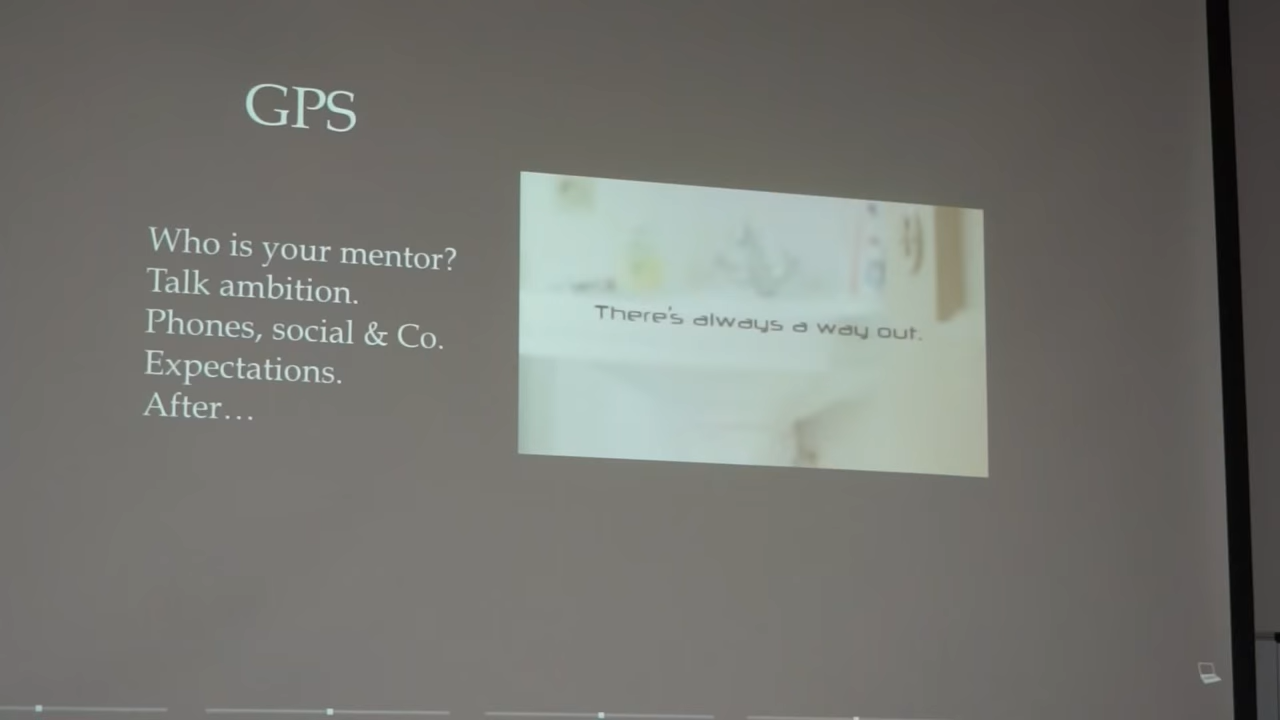 GPS
Who is your mentor?
Talk ambition.
Phones, social & Co.
Expectations.
After…
There's always a way out.